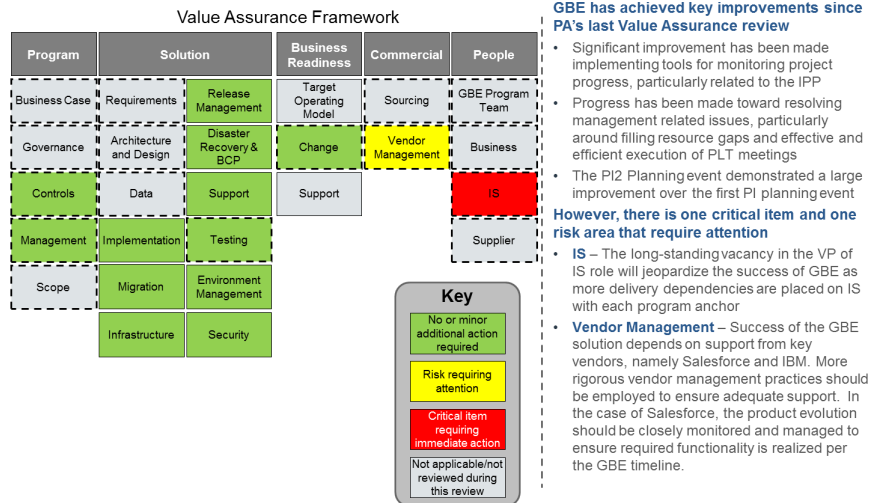 Value Assurance Framework
Program
Solution
Business
Readiness
Commercial
People
Business Case
Requirements
Release
Management
Target
Operating
Model
Sourcing
GBE Program
Team
Governance
Architecture
and Design
Disaster
Recovery &
BCP
Change
Vendor
Management
Business
Controls
Data
Support
Support
IS
Management
Implementation
Testing
Supplier
Scope
Migration
Environment
Management
Infrastructure
Security
Key
No or minor
additional action
required
Risk requiring
attention
Critical item
requiring
immediate action
Not applicable/not
reviewed during
this review
GBE has achieved key improvements since
PA’s last Value Assurance review
• Significant improvement has been made
implementing tools for monitoring project
progress, particularly related to the IPP
• Progress has been made toward resolving
management related issues, particularly
around filling resource gaps and effective and
efficient execution of PLT meetings
• The PI2 Planning event demonstrated a large
improvement over the first PI planning event
However, there is one critical item and one
risk area that require attention
• IS – The long-standing vacancy in the VP of
IS role will jeopardize the success of GBE as
more delivery dependencies are placed on IS
with each program anchor
• Vendor Management – Success of the GBE
solution depends on support from key
vendors, namely Salesforce and IBM. More
rigorous vendor management practices should
be employed to ensure adequate support. In
the case of Salesforce, the product evolution
should be closely monitored and managed to
ensure required functionality is realized per
the GBE timeline.